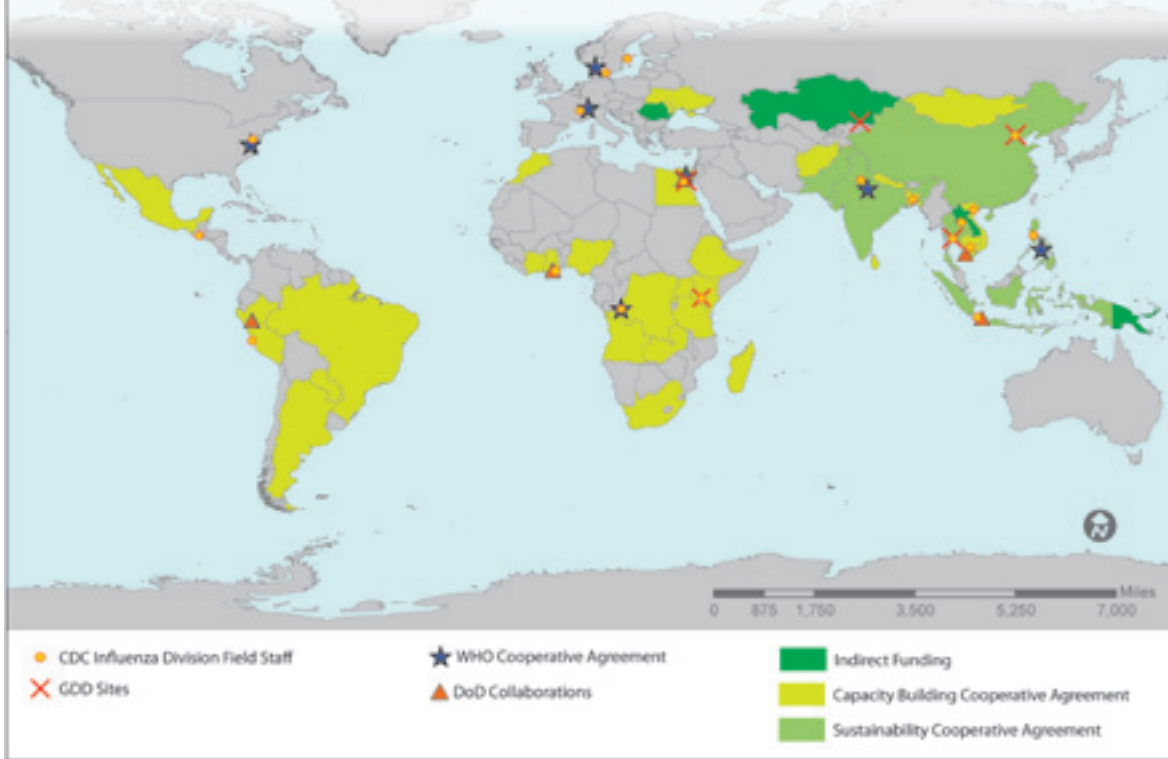 Miles
0 875 1,750 3,500 5,250 7,000
CDC Influenza Division Field Staff
GDD Sites
WHO Cooperative Agreement
DoD Collaborations
Indirect Funding
Capacity Building Cooperative Agreement
Sustainability Cooperative Agreement